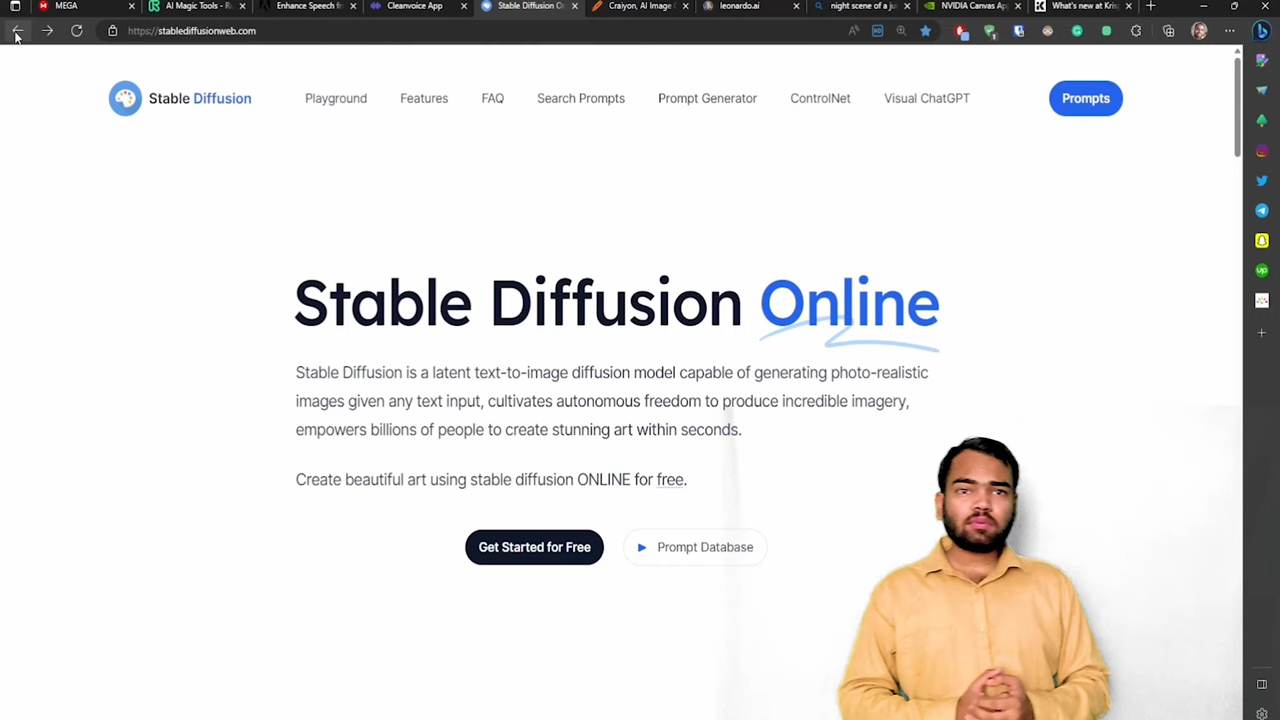 MEGA
AI Magic Tools - R
Enhance Speech fr
Cleanvoice App
Stable Diffusion O
Craiyon, AI Image C
leonardo.ai
night scene of a ju
NVIDIA Canvas App
What's new at Kris
https://stablediffusionweb.com
Stable Diffusion
Playground
Features
FAQ
Search Prompts
Prompt Generator
ControlNet
Visual ChatGPT
Prompts
Stable Diffusion Online
Stable Diffusion is a latent text-to-image diffusion model capable of generating photo-realistic
images given any text input, cultivates autonomous freedom to produce incredible imagery,
empowers billions of people to create stunning art within seconds.
Create beautiful art using stable diffusion ONLINE for free.
Get Started for Free
Prompt Database